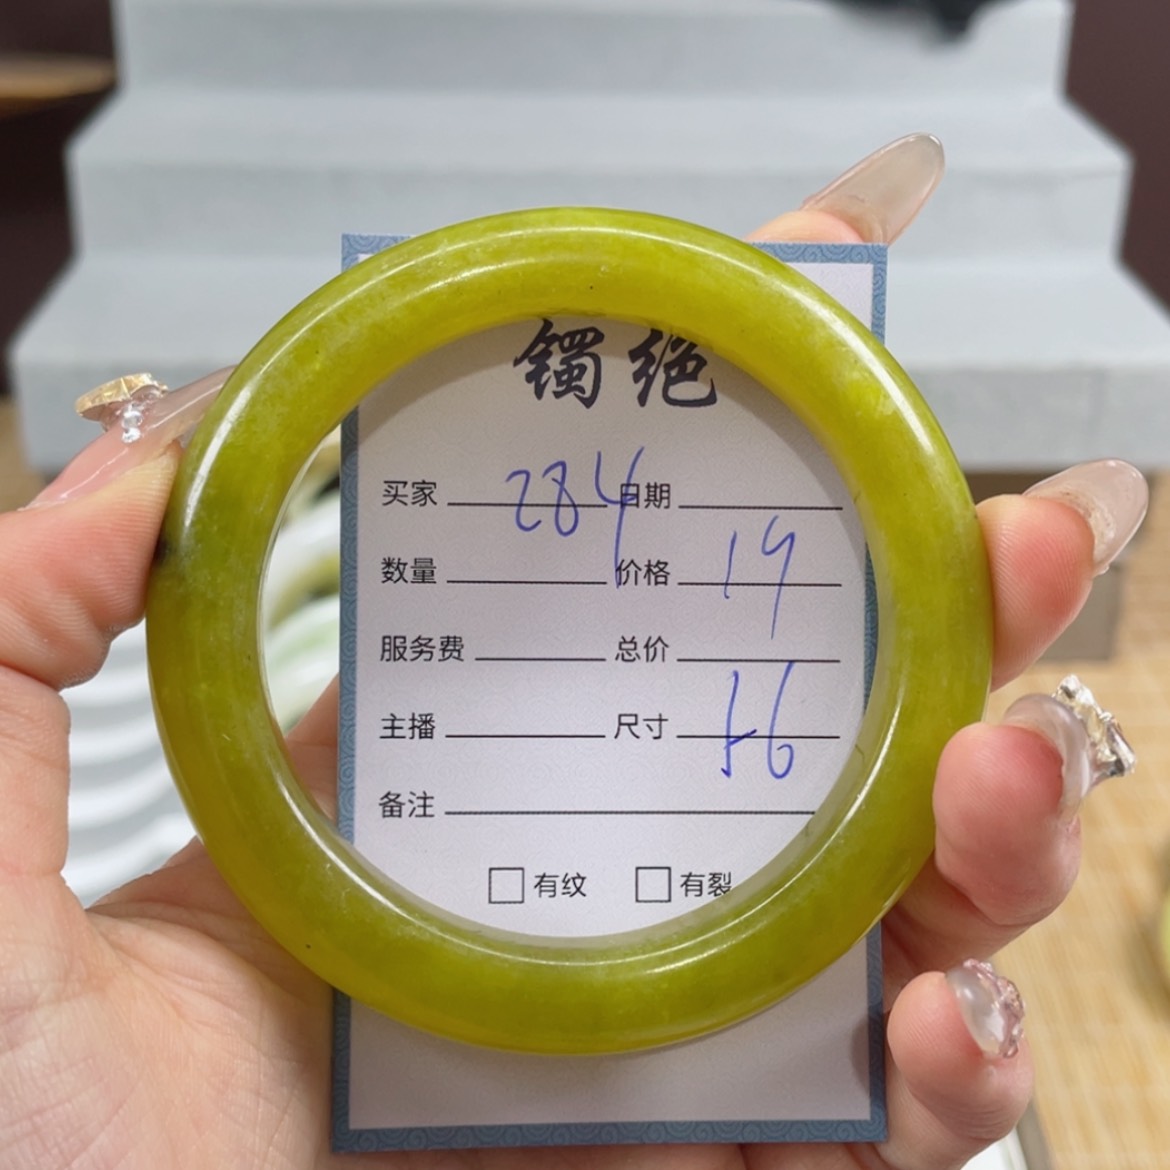 镯绝
买家 284 日期
数量 价格 19
服务费 总价
主播 尺寸 56
备注
有纹 有裂